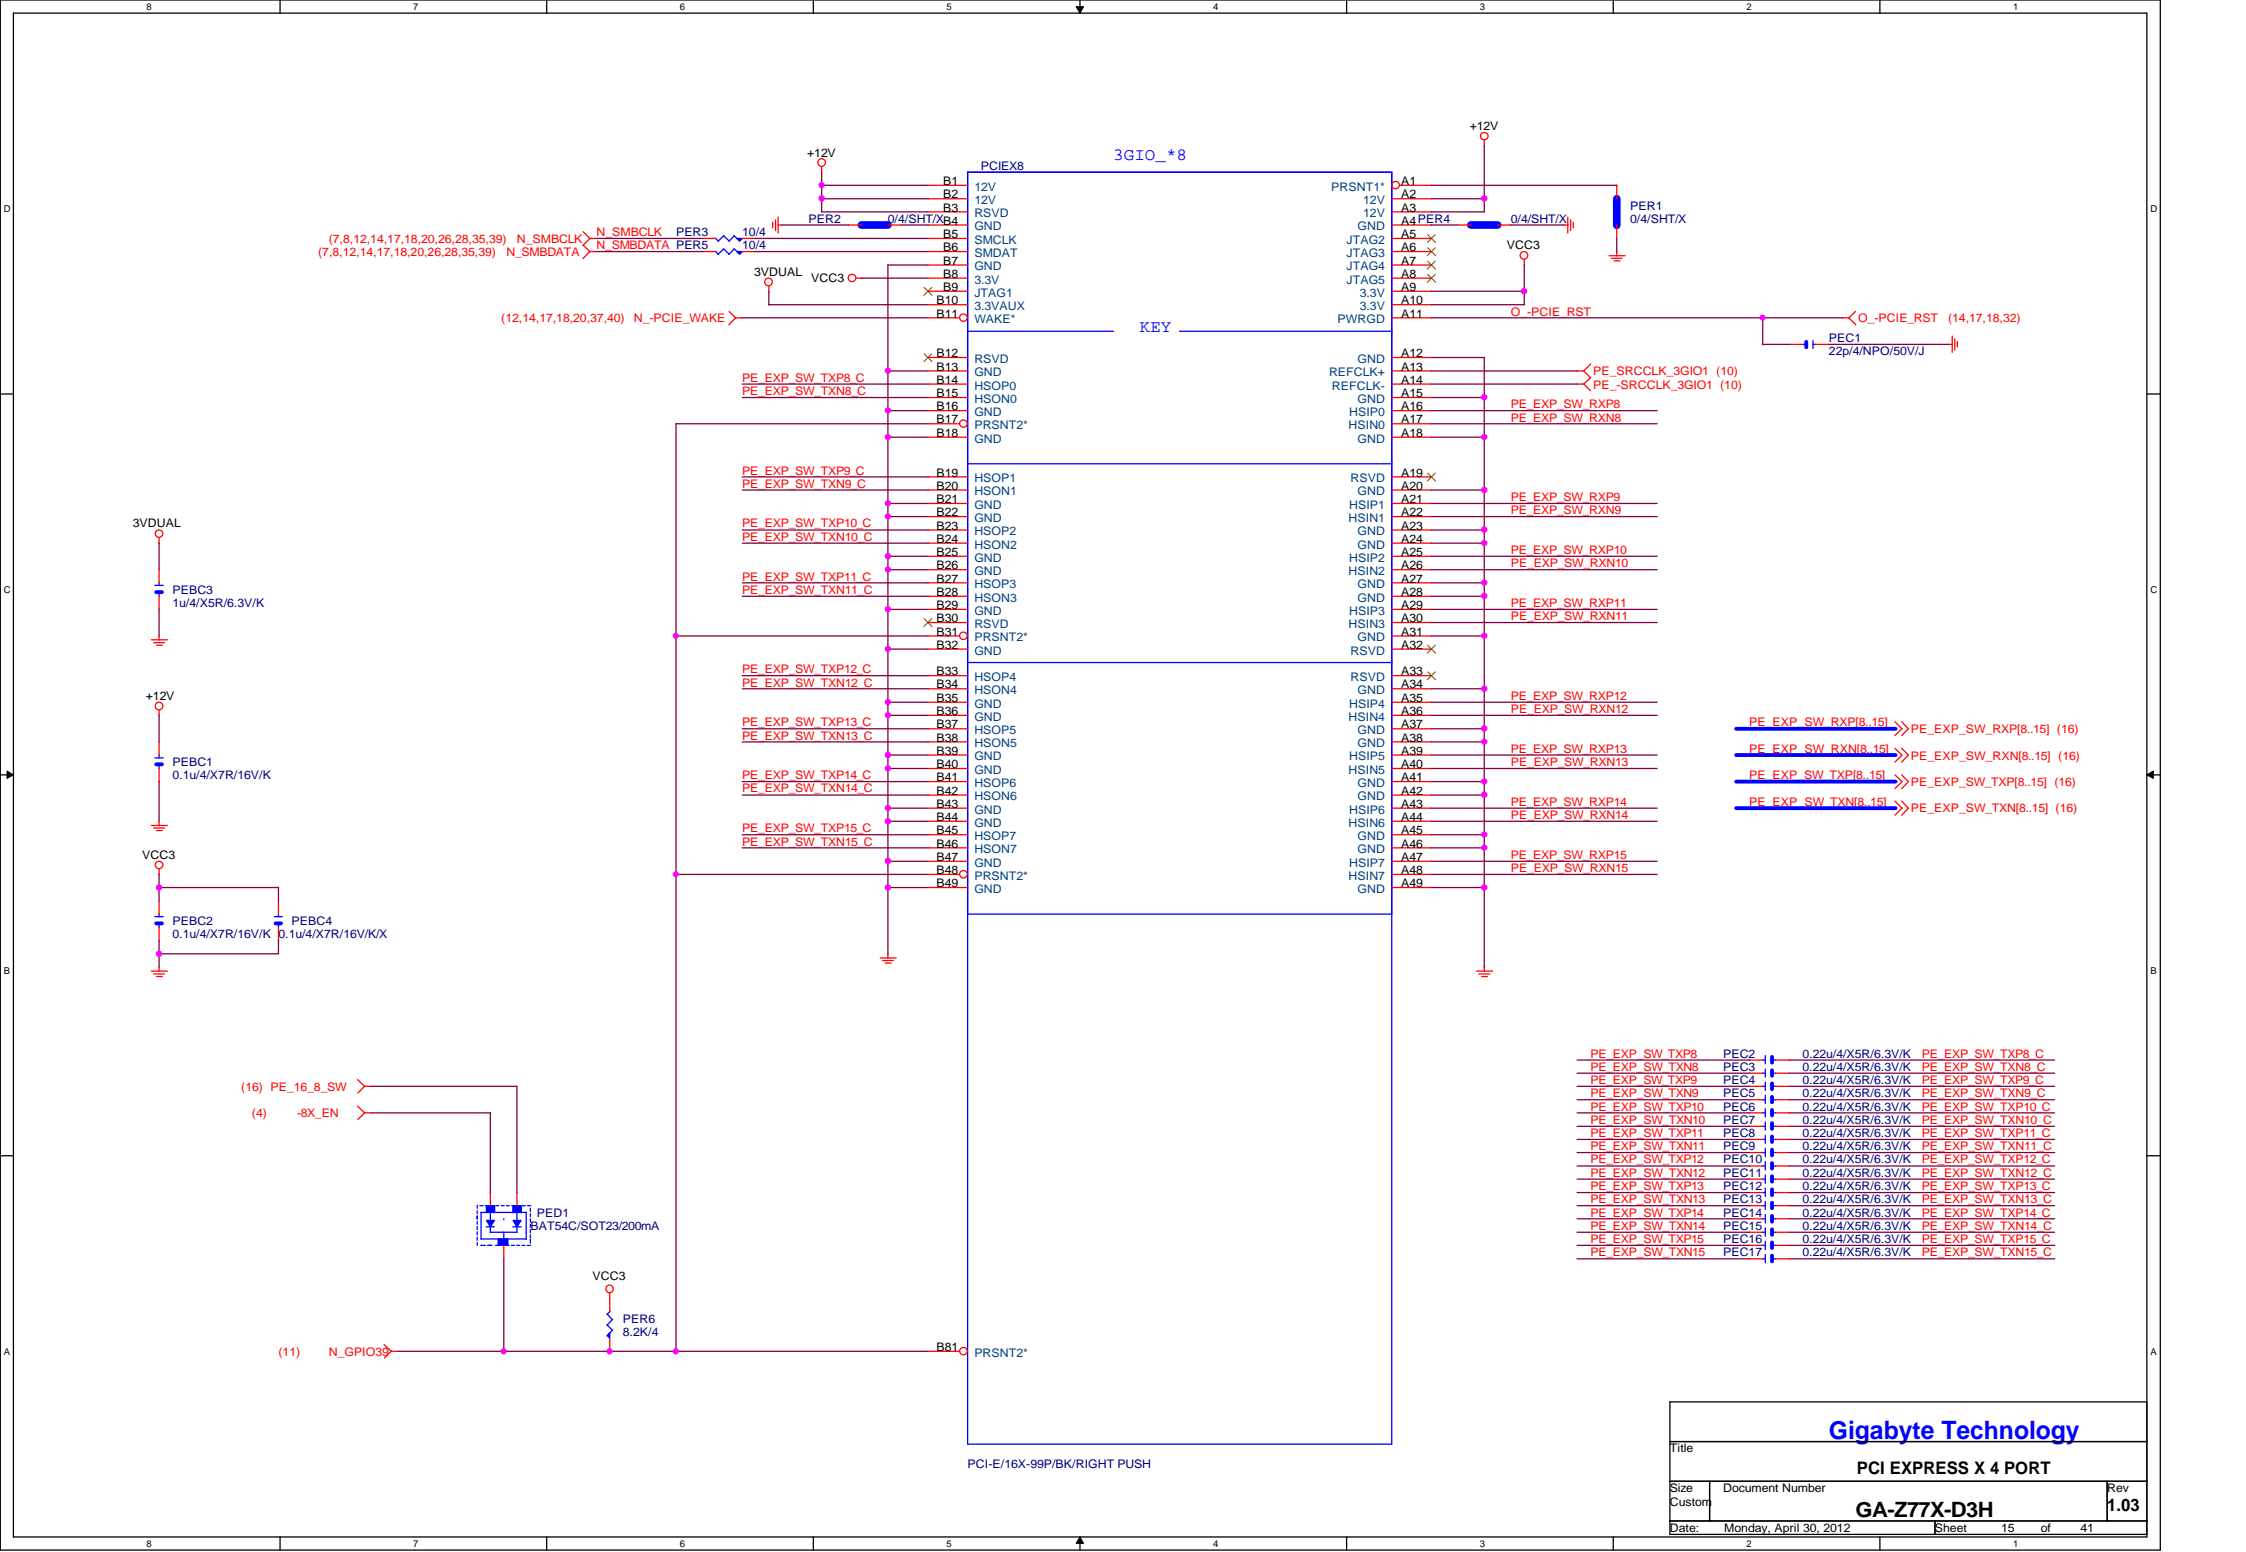 8 7 6 5 4 3 2 1
D D
C C
B B
A A
3GIO_*8
PCIEX8
+12V
+12V
B1 12V
B2 12V
B3 RSVD
B4 GND
B5 SMCLK
B6 SMDAT
B7 GND
B8 3.3V
B9 JTAG1
B10 3.3VAUX
B11 WAKE*
KEY
B12 RSVD
B13 GND
B14 HSOP0
B15 HSON0
B16 GND
B17 PRSNT2*
B18 GND
B19 HSOP1
B20 HSON1
B21 GND
B22 GND
B23 HSOP2
B24 HSON2
B25 GND
B26 GND
B27 HSOP3
B28 HSON3
B29 GND
B30 RSVD
B31 PRSNT2*
B32 GND
B33 HSOP4
B34 HSON4
B35 GND
B36 GND
B37 HSOP5
B38 HSON5
B39 GND
B40 GND
B41 HSOP6
B42 HSON6
B43 GND
B44 GND
B45 HSOP7
B46 HSON7
B47 GND
B48 PRSNT2*
B49 GND
B81 PRSNT2*
PRSNT1* A1
12V A2
12V A3
GND A4
JTAG2 A5
JTAG3 A6
JTAG4 A7
JTAG5 A8
3.3V A9
3.3V A10
PWRGD A11
GND A12
REFCLK+ A13
REFCLK- A14
GND A15
HSIP0 A16
HSIN0 A17
GND A18
RSVD A19
GND A20
HSIP1 A21
HSIN1 A22
GND A23
GND A24
HSIP2 A25
HSIN2 A26
GND A27
GND A28
HSIP3 A29
HSIN3 A30
GND A31
RSVD A32
RSVD A33
GND A34
HSIP4 A35
HSIN4 A36
GND A37
GND A38
HSIP5 A39
HSIN5 A40
GND A41
GND A42
HSIP6 A43
HSIN6 A44
GND A45
GND A46
HSIP7 A47
HSIN7 A48
GND A49
PER2 0/4/SHT/X
(7,8,12,14,17,18,20,26,28,35,39) N_SMBCLK N_SMBCLK PER3 10/4
(7,8,12,14,17,18,20,26,28,35,39) N_SMBDATA N_SMBDATA PER5 10/4
3VDUAL VCC3
(12,14,17,18,20,37,40) N_-PCIE_WAKE
PE_EXP_SW_TXP8_C
PE_EXP_SW_TXN8_C
PE_EXP_SW_TXP9_C
PE_EXP_SW_TXN9_C
PE_EXP_SW_TXP10_C
PE_EXP_SW_TXN10_C
PE_EXP_SW_TXP11_C
PE_EXP_SW_TXN11_C
PE_EXP_SW_TXP12_C
PE_EXP_SW_TXN12_C
PE_EXP_SW_TXP13_C
PE_EXP_SW_TXN13_C
PE_EXP_SW_TXP14_C
PE_EXP_SW_TXN14_C
PE_EXP_SW_TXP15_C
PE_EXP_SW_TXN15_C
PER4 0/4/SHT/X
PER1
0/4/SHT/X
VCC3
O_-PCIE_RST
O_-PCIE_RST (14,17,18,32)
PEC1
22p/4/NPO/50V/J
PE_SRCCLK_3GIO1 (10)
PE_-SRCCLK_3GIO1 (10)
PE_EXP_SW_RXP8
PE_EXP_SW_RXN8
PE_EXP_SW_RXP9
PE_EXP_SW_RXN9
PE_EXP_SW_RXP10
PE_EXP_SW_RXN10
PE_EXP_SW_RXP11
PE_EXP_SW_RXN11
PE_EXP_SW_RXP12
PE_EXP_SW_RXN12
PE_EXP_SW_RXP13
PE_EXP_SW_RXN13
PE_EXP_SW_RXP14
PE_EXP_SW_RXN14
PE_EXP_SW_RXP15
PE_EXP_SW_RXN15
PE_EXP_SW_RXP[8..15] PE_EXP_SW_RXP[8..15] (16)
PE_EXP_SW_RXN[8..15] PE_EXP_SW_RXN[8..15] (16)
PE_EXP_SW_TXP[8..15] PE_EXP_SW_TXP[8..15] (16)
PE_EXP_SW_TXN[8..15] PE_EXP_SW_TXN[8..15] (16)
3VDUAL
PEBC3
1u/4/X5R/6.3V/K
+12V
PEBC1
0.1u/4/X7R/16V/K
VCC3
PEBC2 PEBC4
0.1u/4/X7R/16V/K 0.1u/4/X7R/16V/K/X
(16) PE_16_8_SW
(4) -8X_EN
PED1
BAT54C/SOT23/200mA
VCC3
PER6
8.2K/4
(11) N_GPIO39
PE_EXP_SW_TXP8 PEC2 0.22u/4/X5R/6.3V/K PE_EXP_SW_TXP8_C
PE_EXP_SW_TXN8 PEC3 0.22u/4/X5R/6.3V/K PE_EXP_SW_TXN8_C
PE_EXP_SW_TXP9 PEC4 0.22u/4/X5R/6.3V/K PE_EXP_SW_TXP9_C
PE_EXP_SW_TXN9 PEC5 0.22u/4/X5R/6.3V/K PE_EXP_SW_TXN9_C
PE_EXP_SW_TXP10 PEC6 0.22u/4/X5R/6.3V/K PE_EXP_SW_TXP10_C
PE_EXP_SW_TXN10 PEC7 0.22u/4/X5R/6.3V/K PE_EXP_SW_TXN10_C
PE_EXP_SW_TXP11 PEC8 0.22u/4/X5R/6.3V/K PE_EXP_SW_TXP11_C
PE_EXP_SW_TXN11 PEC9 0.22u/4/X5R/6.3V/K PE_EXP_SW_TXN11_C
PE_EXP_SW_TXP12 PEC10 0.22u/4/X5R/6.3V/K PE_EXP_SW_TXP12_C
PE_EXP_SW_TXN12 PEC11 0.22u/4/X5R/6.3V/K PE_EXP_SW_TXN12_C
PE_EXP_SW_TXP13 PEC12 0.22u/4/X5R/6.3V/K PE_EXP_SW_TXP13_C
PE_EXP_SW_TXN13 PEC13 0.22u/4/X5R/6.3V/K PE_EXP_SW_TXN13_C
PE_EXP_SW_TXP14 PEC14 0.22u/4/X5R/6.3V/K PE_EXP_SW_TXP14_C
PE_EXP_SW_TXN14 PEC15 0.22u/4/X5R/6.3V/K PE_EXP_SW_TXN14_C
PE_EXP_SW_TXP15 PEC16 0.22u/4/X5R/6.3V/K PE_EXP_SW_TXP15_C
PE_EXP_SW_TXN15 PEC17 0.22u/4/X5R/6.3V/K PE_EXP_SW_TXN15_C
PCI-E/16X-99P/BK/RIGHT PUSH
Gigabyte Technology
Title
PCI EXPRESS X 4 PORT
Size Document Number Rev
Custom GA-Z77X-D3H 1.03
Date: Monday, April 30, 2012 Sheet 15 of 41
8 7 6 5 4 3 2 1